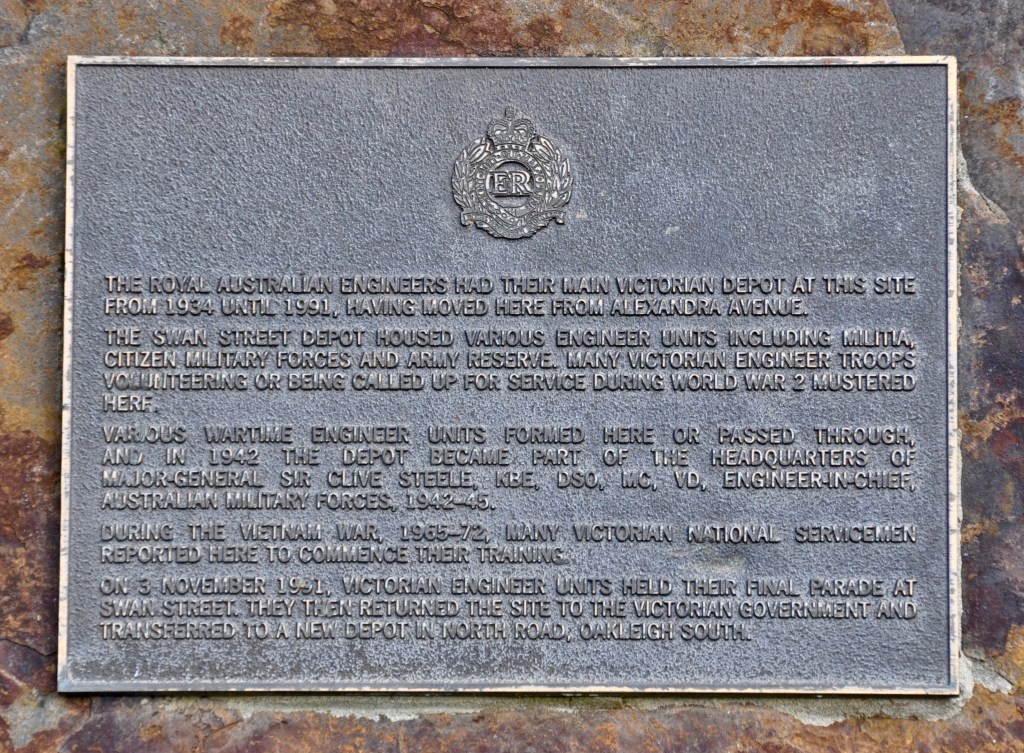 ER
THE ROYAL AUSTRALIAN ENGINEERS HAD THEIR MAIN VICTORIAN DEPOT AT THIS SITE
FROM 1934 UNTIL 1991, HAVING MOVED HERE FROM ALEXANDRA AVENUE.
THE SWAN STREET DEPOT HOUSED VARIOUS ENGINEER UNITS INCLUDING MILITIA,
CITIZEN MILITARY FORCES AND ARMY RESERVE. MANY VICTORIAN ENGINEER TROOPS
VOLUNTEERING OR BEING CALLED UP FOR SERVICE DURING WORLD WAR 2 MUSTERED
HERE.
VARIOUS WARTIME ENGINEER UNITS FORMED HERE OR PASSED THROUGH,
AND IN 1942 THE DEPOT BECAME PART OF THE HEADQUARTERS OF
MAJOR-GENERAL SIR CLIVE STEELE, KBE, DSO, MC, VD, ENGINEER-IN-CHIEF,
AUSTRALIAN MILITARY FORCES, 1942-45.
DURING THE VIETNAM WAR, 1965-72, MANY VICTORIAN NATIONAL SERVICEMEN
REPORTED HERE TO COMMENCE THEIR TRAINING.
ON 3 NOVEMBER 1991, VICTORIAN ENGINEER UNITS HELD THEIR FINAL PARADE AT
SWAN STREET. THEY THEN RETURNED THE SITE TO THE VICTORIAN GOVERNMENT AND
TRANSFERRED TO A NEW DEPOT IN NORTH ROAD, OAKLEIGH SOUTH.